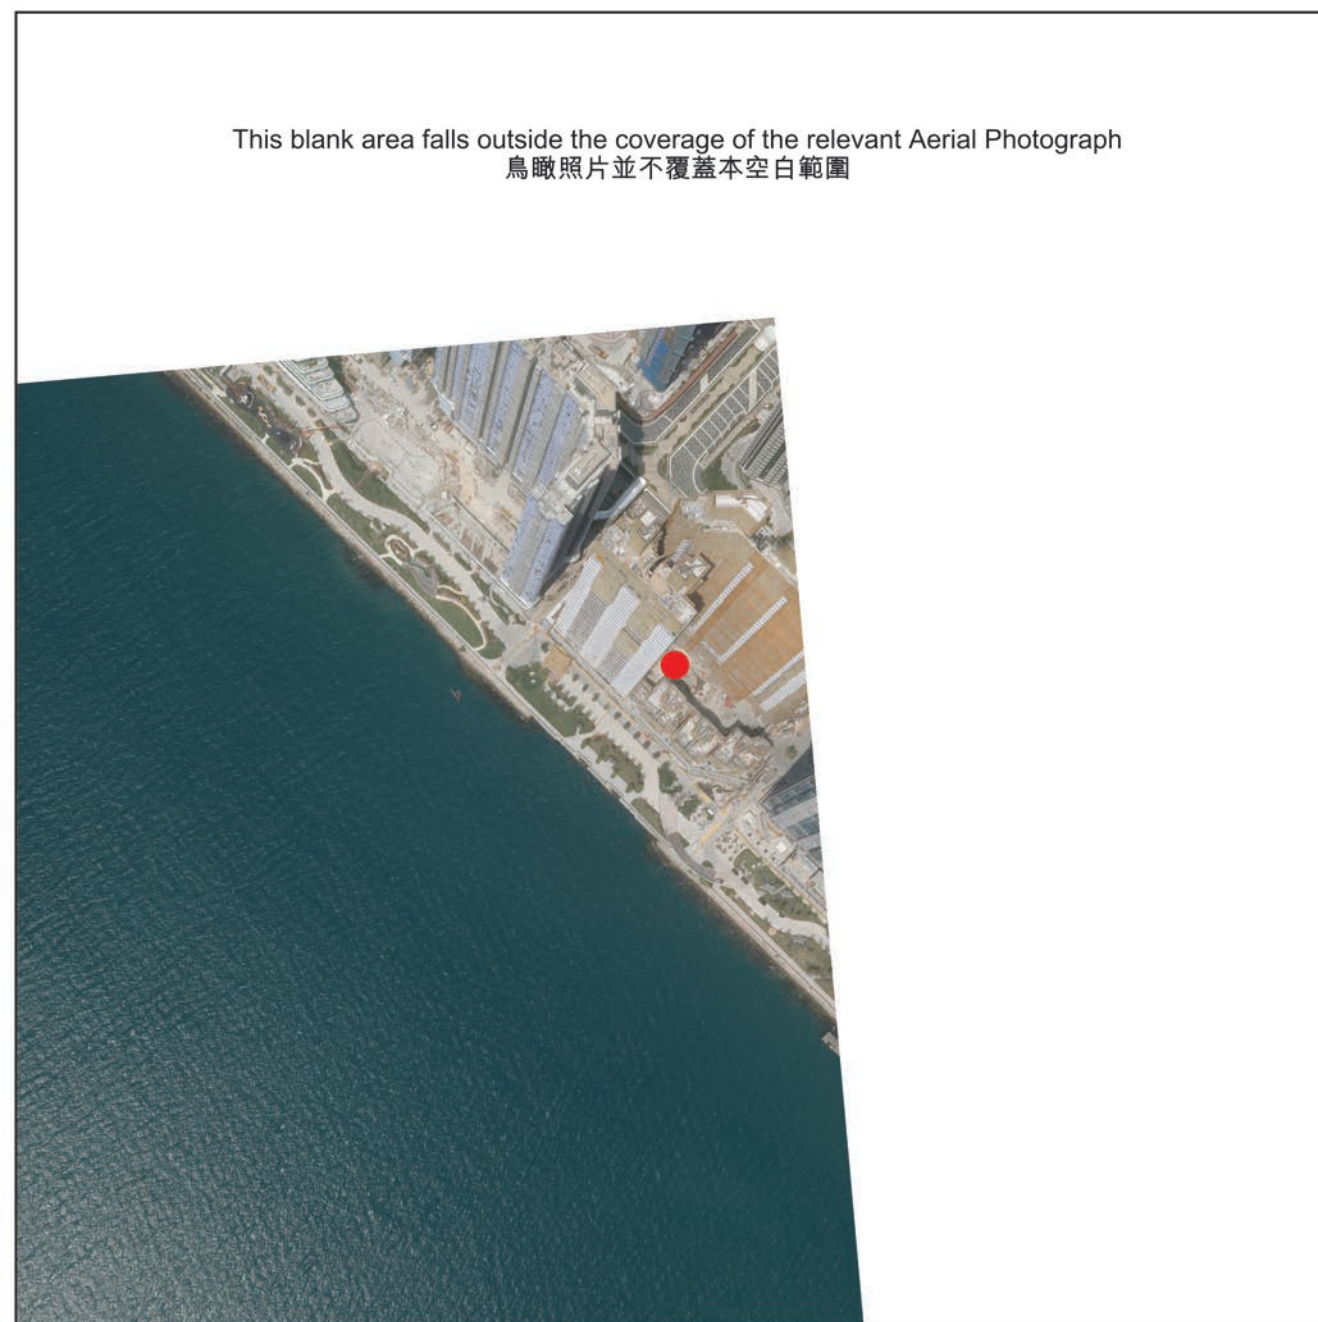 This blank area falls outside the coverage of the relevant Aerial Photograph
鳥瞰照片並不覆蓋本空白範圍